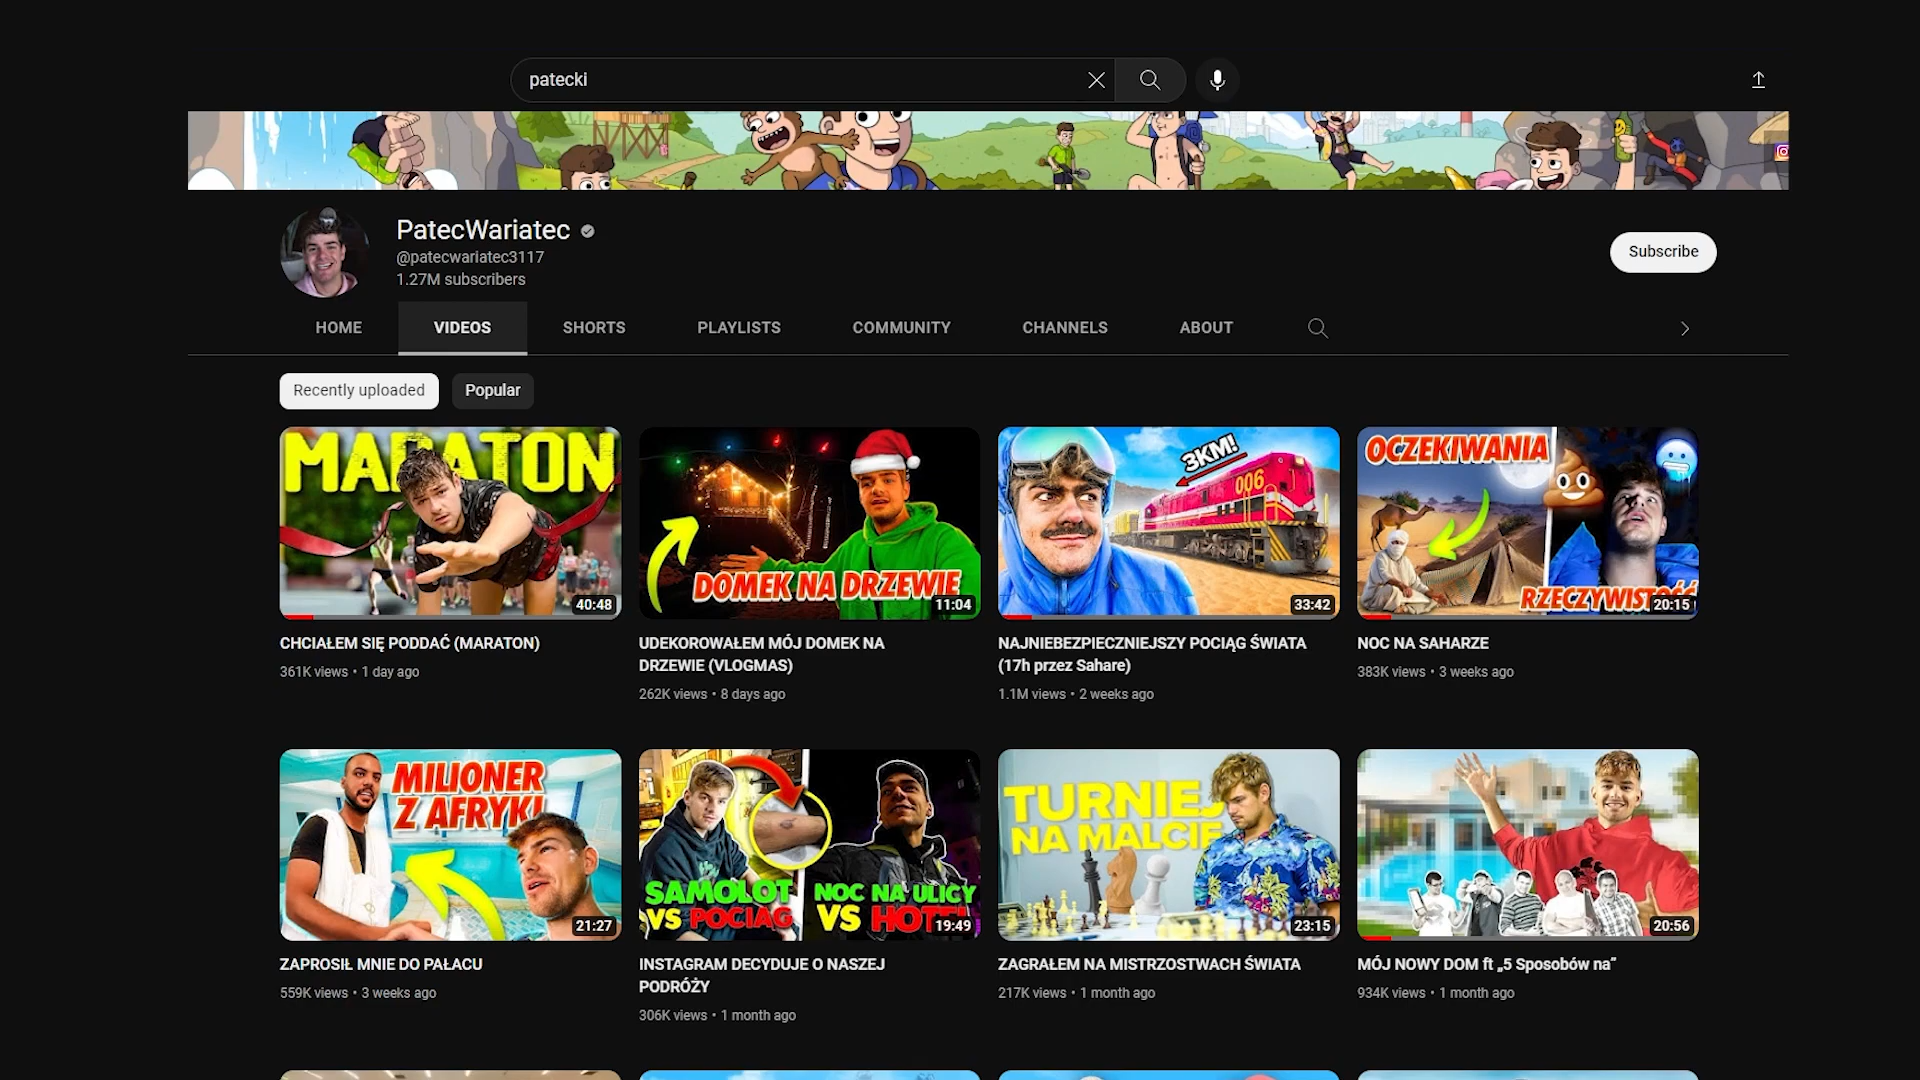 patecki
PatecWariatec
@patecwariatec3117
1.27M subscribers
Subscribe
HOME
VIDEOS
SHORTS
PLAYLISTS
COMMUNITY
CHANNELS
ABOUT
Recently uploaded
Popular
MARATON
40:48
DOMEK NA DRZEWIE
11:04
3KM!
006
33:42
OCZEKIWANIA
RZECZYWISTOŚĆ
20:15
CHCIAŁEM SIĘ PODDAĆ (MARATON)
361K views • 1 day ago
UDEKOROWAŁEM MÓJ DOMEK NA
DRZEWIE (VLOGMAS)
262K views • 8 days ago
NAJNIEBEZPIECZNIEJSZY POCIĄG ŚWIATA
(17h przez Sahare)
1.1M views • 2 weeks ago
NOC NA SAHARZE
383K views • 3 weeks ago
MILIONER
Z AFRYKI
21:27
SAMOLOT
VS POCIĄG
NOC NA ULICY
VS HOTEL
19:49
TURNIEJ
NA MALCIE
23:15
20:56
ZAPROSIŁ MNIE DO PAŁACU
559K views • 3 weeks ago
INSTAGRAM DECYDUJE O NASZEJ
PODRÓŻY
306K views • 1 month ago
ZAGRAŁEM NA MISTRZOSTWACH ŚWIATA
217K views • 1 month ago
MÓJ NOWY DOM ft „5 Sposobów na”
934K views • 1 month ago